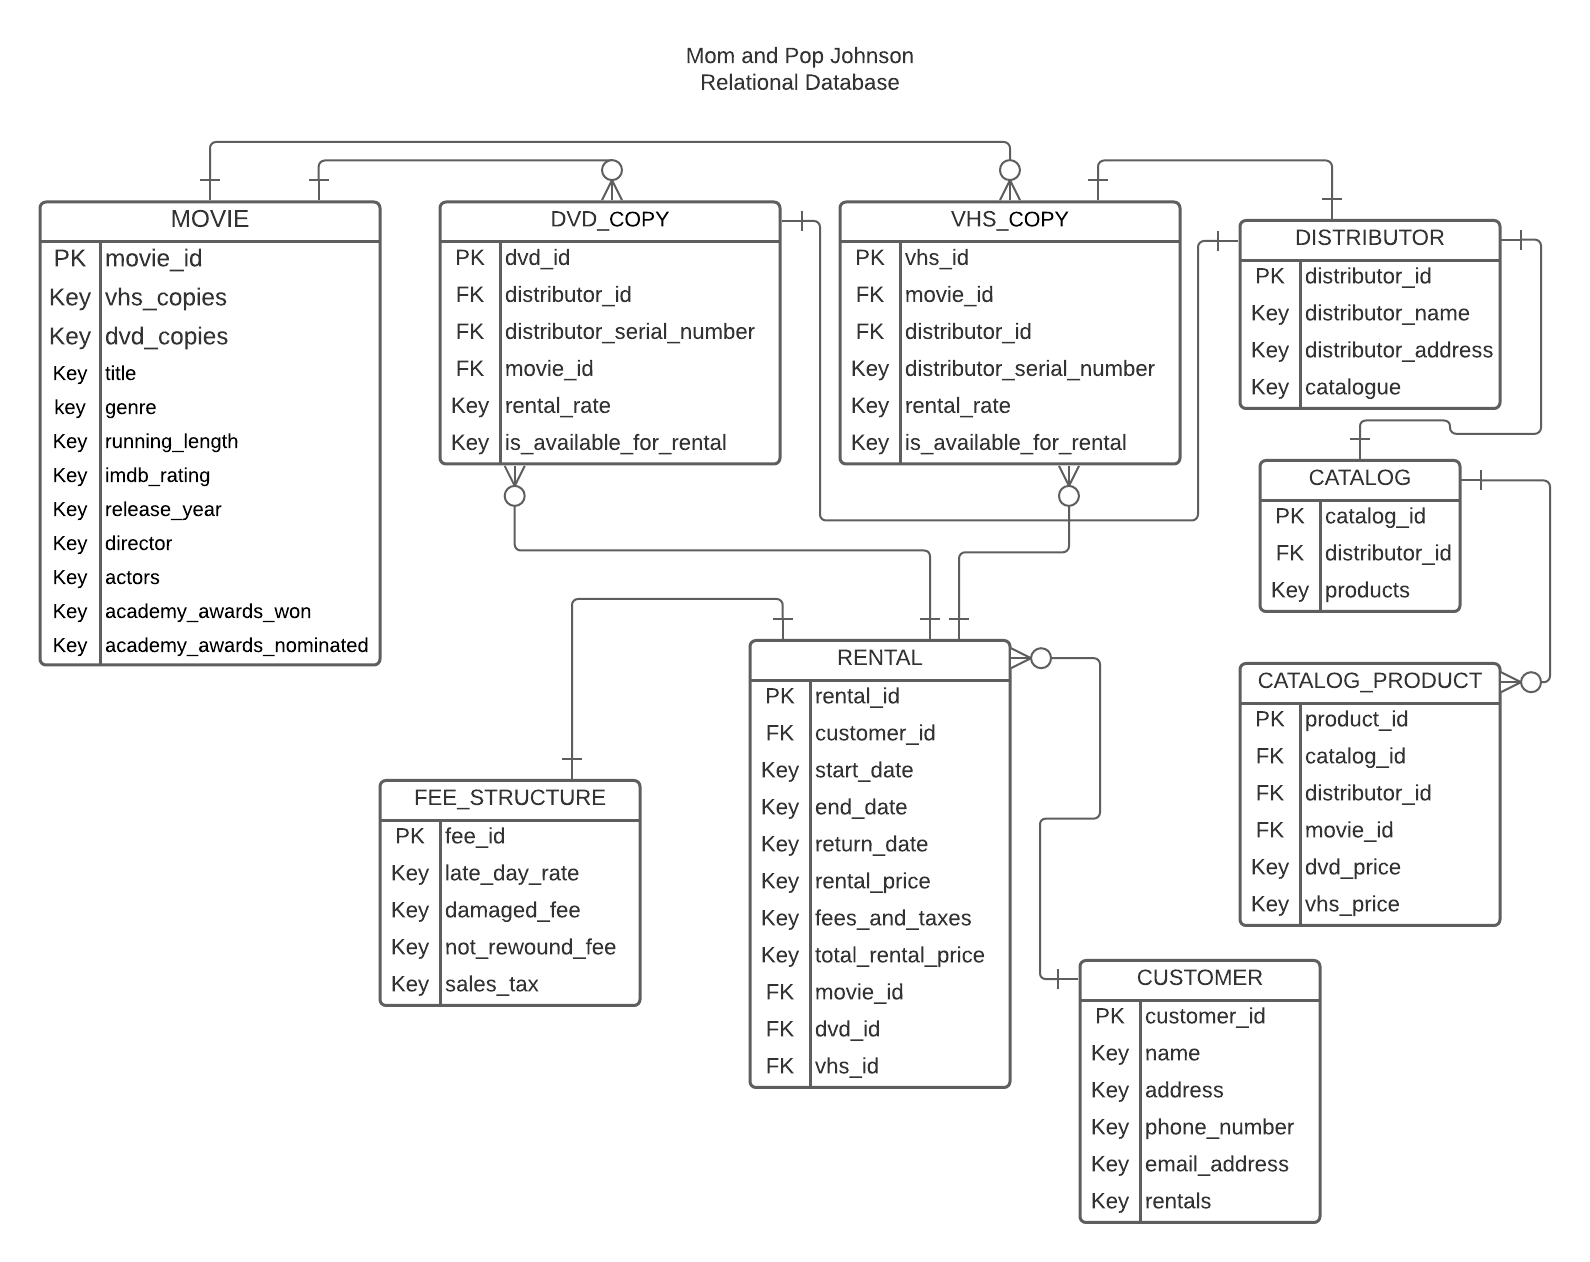 Mom and Pop Johnson
Relational Database
MOVIE
PK movie_id
Key vhs_copies
Key dvd_copies
Key title
key genre
Key running_length
Key imdb_rating
Key release_year
Key director
Key actors
Key academy_awards_won
Key academy_awards_nominated
DVD_COPY
PK dvd_id
FK distributor_id
FK distributor_serial_number
FK movie_id
Key rental_rate
Key is_available_for_rental
VHS_COPY
PK vhs_id
FK movie_id
FK distributor_id
Key distributor_serial_number
Key rental_rate
Key is_available_for_rental
DISTRIBUTOR
PK distributor_id
Key distributor_name
Key distributor_address
Key catalogue
CATALOG
PK catalog_id
FK distributor_id
Key products
RENTAL
PK rental_id
FK customer_id
Key start_date
Key end_date
Key return_date
Key rental_price
Key fees_and_taxes
Key total_rental_price
FK movie_id
FK dvd_id
FK vhs_id
CATALOG_PRODUCT
PK product_id
FK catalog_id
FK distributor_id
FK movie_id
Key dvd_price
Key vhs_price
FEE_STRUCTURE
PK fee_id
Key late_day_rate
Key damaged_fee
Key not_rewound_fee
Key sales_tax
CUSTOMER
PK customer_id
Key name
Key address
Key phone_number
Key email_address
Key rentals